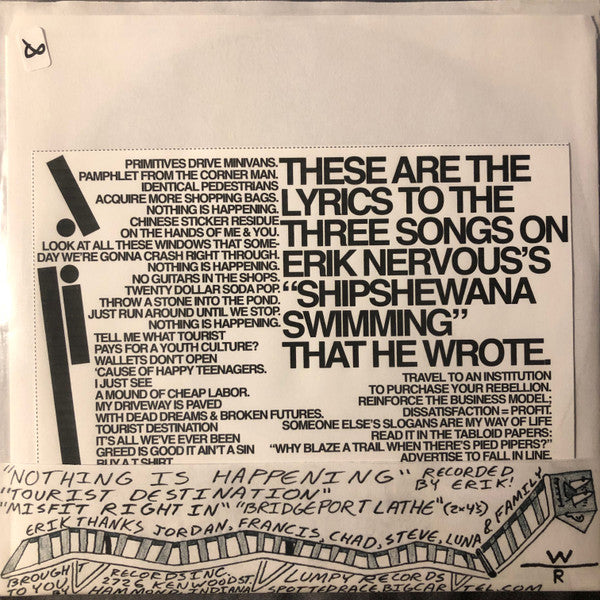 8
PRIMITIVES DRIVE MINIVANS.
PAMPHLET FROM THE CORNER MAN.
IDENTICAL PEDESTRIANS
ACQUIRE MORE SHOPPING BAGS.
NOTHING IS HAPPENING.
CHINESE STICKER RESIDUE
ON THE HANDS OF ME & YOU.
LOOK AT ALL THESE WINDOWS THAT SOME-
DAY WE'RE GONNA CRASH RIGHT THROUGH.
NOTHING IS HAPPENING.
NO GUITARS IN THE SHOPS.
TWENTY DOLLAR SODA POP.
THROW A STONE INTO THE POND.
JUST RUN AROUND UNTIL WE STOP.
NOTHING IS HAPPENING.
TELL ME WHAT TOURIST
PAYS FOR A YOUTH CULTURE?
WALLETS DON'T OPEN
'CAUSE OF HAPPY TEENAGERS.
I JUST SEE
A MOUND OF CHEAP LABOR.
MY DRIVEWAY IS PAVED
WITH DEAD DREAMS & BROKEN FUTURES.
TOURIST DESTINATION
IT'S ALL WE'VE EVER BEEN
GREED IS GOOD IT AIN'T A SIN
BUY A T SHIRT
THESE ARE THE
LYRICS TO THE
THREE SONGS ON
ERIK NERVOUS'S
"SHIPSHEWANA
SWIMMING"
THAT HE WROTE.
TRAVEL TO AN INSTITUTION
TO PURCHASE YOUR REBELLION.
REINFORCE THE BUSINESS MODEL;
DISSATISFACTION = PROFIT.
SOMEONE ELSE'S SLOGANS ARE MY WAY OF LIFE
READ IT IN THE TABLOID PAPERS:
"WHY BLAZE A TRAIL WHEN THERE'S PIED PIPERS?"
ADVERTISE TO FALL IN LINE.
"NOTHING IS HAPPENING" RECORDED
BY ERIK!
"TOURIST DESTINATION"
"MISFIT RIGHT IN" "BRIDGEPORT LATHE" (2x45)
ERIK THANKS JORDAN, FRANCIS, CHAD, STEVE, LUNA & FAMILY
W
R
BROUGHT
TO YOU
BY
RECORDS INC.
2726 KENWOOD ST.
HAMMOND, INDIANA
LUMPY RECORDS
SPOTTEDRACE.BIGCARTEL.COM